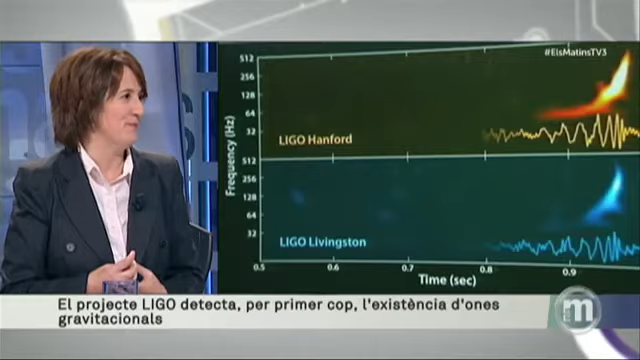 #ElsMatinsTV3
512
256
128
64
32
LIGO Hanford
Frequency (Hz)
512
256
128
64
32
LIGO Livingston
0.5
0.6
0.7
0.8
0.9
Time (sec)
El projecte LIGO detecta, per primer cop, l'existència d'ones
gravitacionals
m